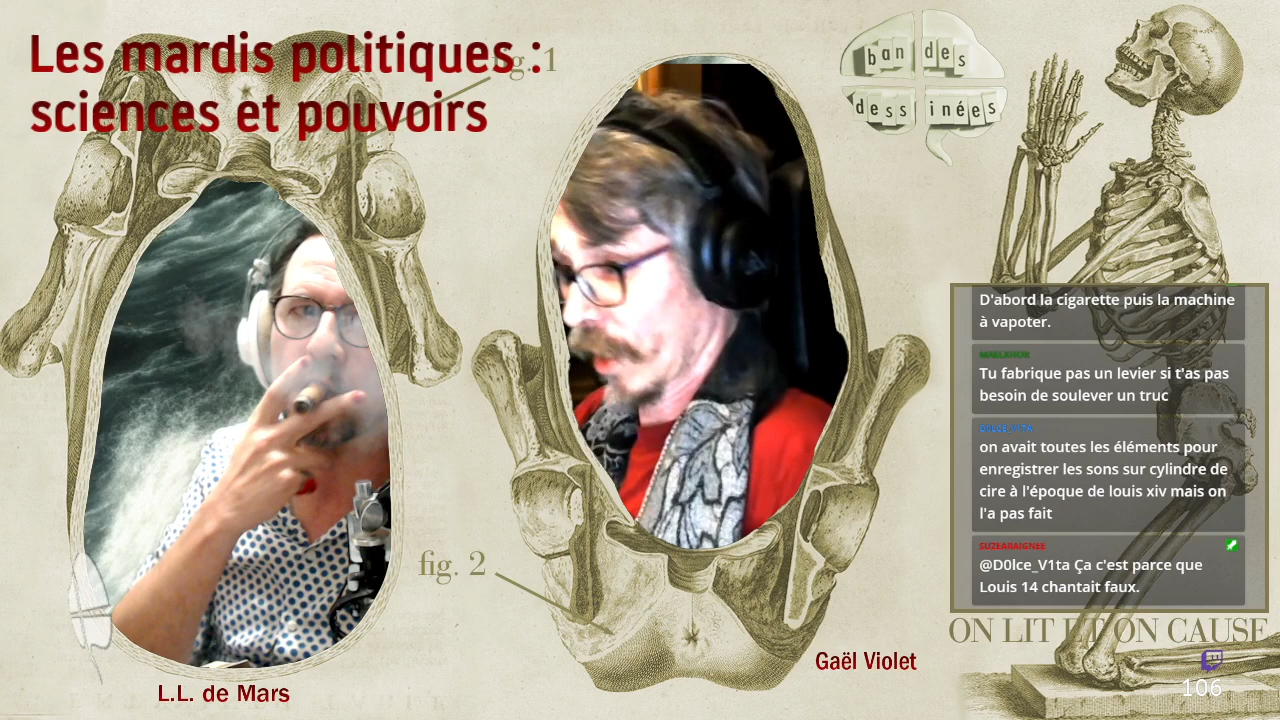 Les mardis politiques :
sciences et pouvoirs
fig. 1
ban des
dess inées
D'abord la cigarette puis la machine
à vapoter.
MAELKHOR
Tu fabrique pas un levier si t'as pas
besoin de soulever un truc
D0LCE_V1TA
on avait toutes les éléments pour
enregistrer les sons sur cylindre de
cire à l'époque de louis xiv mais on
l'a pas fait
SUZEARAIGNEE
@D0lce_V1ta Ça c'est parce que
Louis 14 chantait faux.
fig. 2
ON LIT ET ON CAUSE
Gaël Violet
L.L. de Mars
106